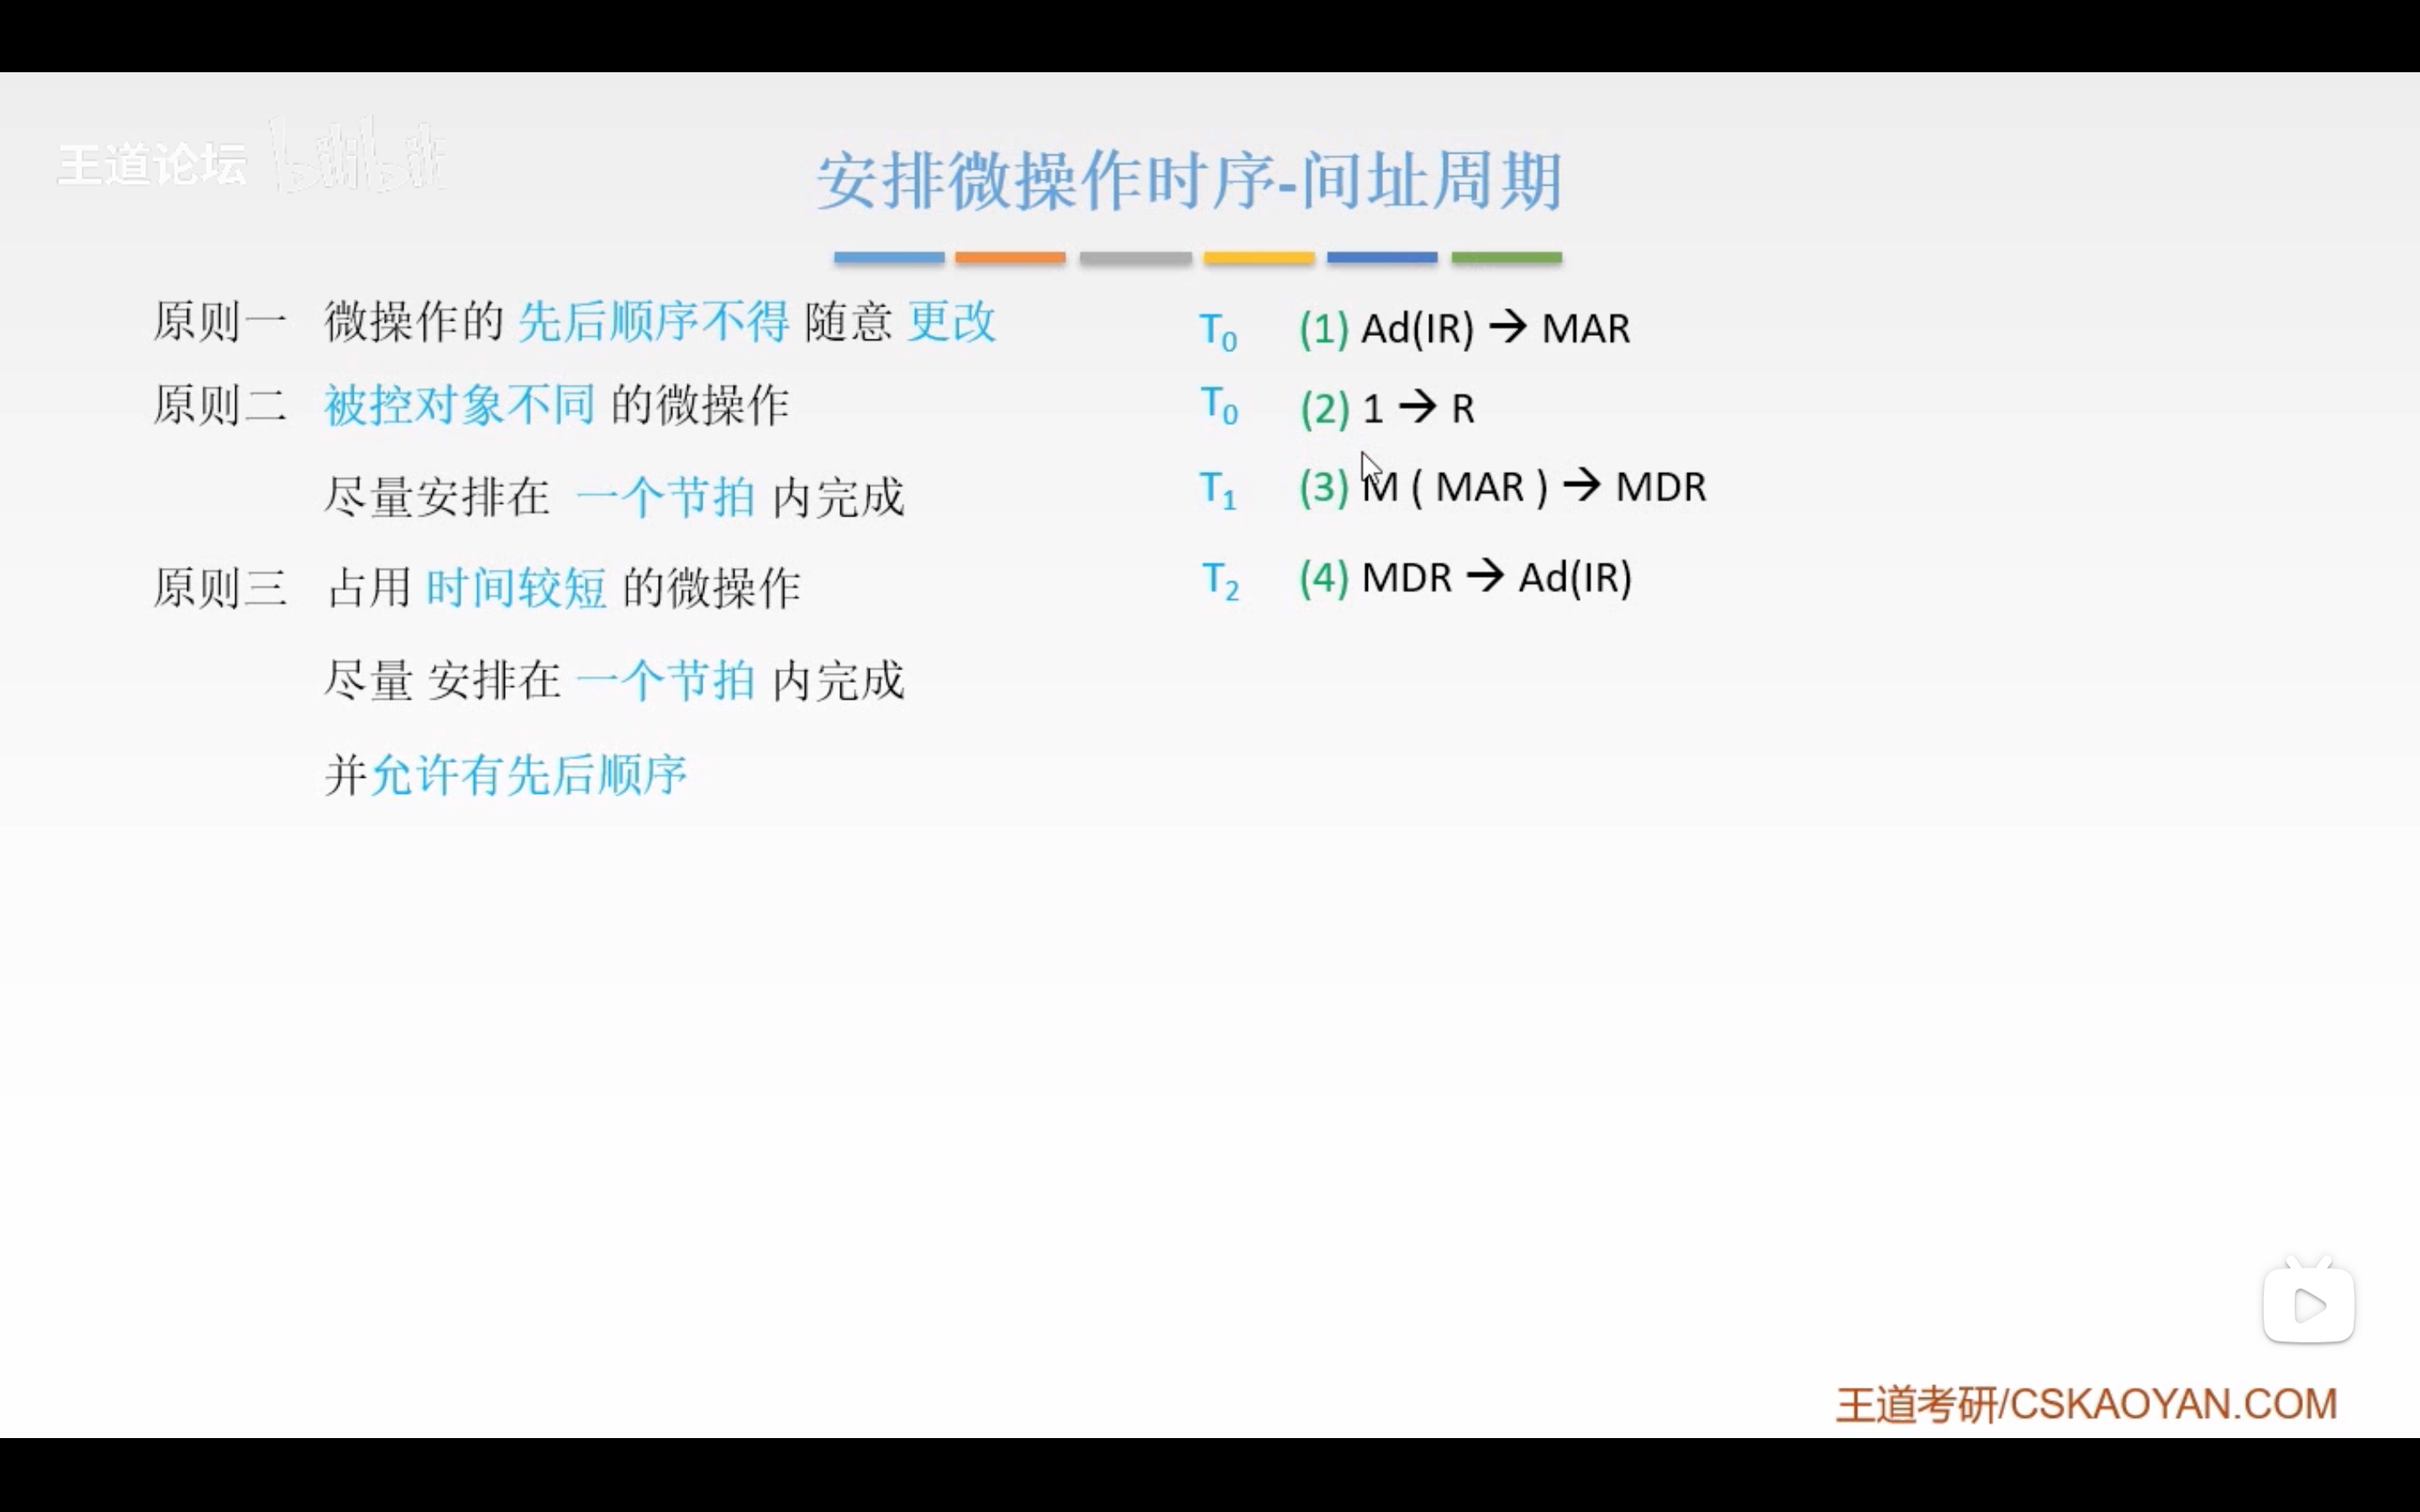 王道论坛 bilibili
安排微操作时序-间址周期
原则一 微操作的 先后顺序不得 随意 更改
原则二 被控对象不同 的微操作
尽量安排在 一个节拍 内完成
原则三 占用 时间较短 的微操作
尽量 安排在 一个节拍 内完成
并允许有先后顺序
T₀ (1) Ad(IR) → MAR
T₀ (2) 1 → R
T₁ (3) M ( MAR ) → MDR
T₂ (4) MDR → Ad(IR)
王道考研/CSKAOYAN.COM